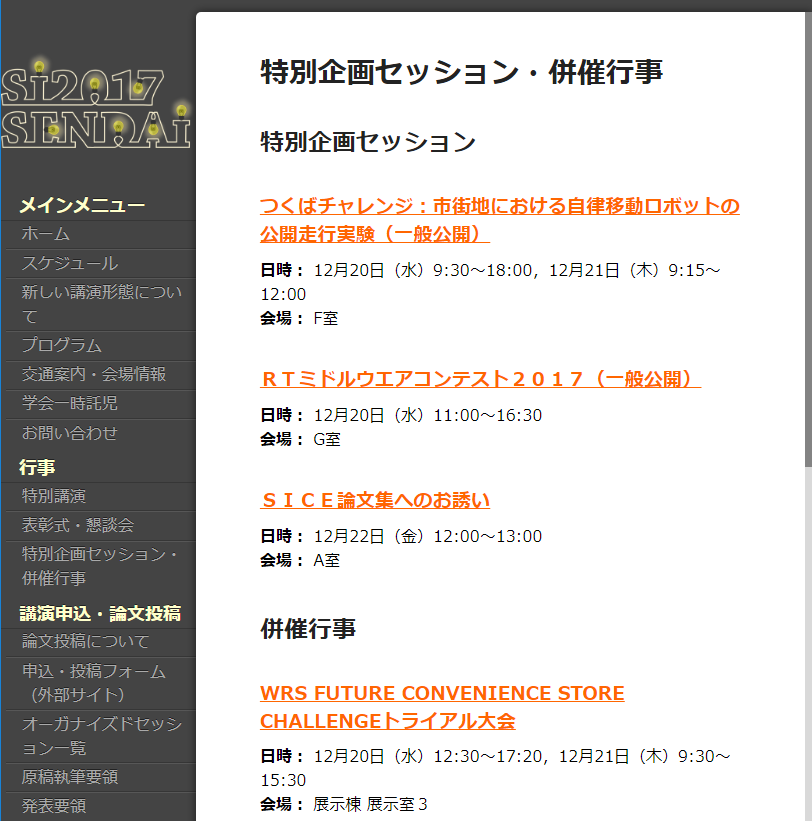 SI2017
SENDAI
メインメニュー
ホーム
スケジュール
新しい講演形態につい
て
プログラム
交通案内・会場情報
学会一時託児
お問い合わせ
行事
特別講演
表彰式・懇談会
特別企画セッション・
併催行事
講演申込・論文投稿
論文投稿について
申込・投稿フォーム
（外部サイト）
オーガナイズドセッシ
ョン一覧
原稿執筆要領
発表要領
特別企画セッション・併催行事
特別企画セッション
つくばチャレンジ：市街地における自律移動ロボットの
公開走行実験（一般公開）
日時： 12月20日（水）9:30～18:00，12月21日（木）9:15～
12:00
会場： F室
ＲＴミドルウエアコンテスト２０１７（一般公開）
日時： 12月20日（水）11:00～16:30
会場： G室
ＳＩＣＥ論文集へのお誘い
日時： 12月22日（金）12:00～13:00
会場： A室
併催行事
WRS FUTURE CONVENIENCE STORE
CHALLENGEトライアル大会
日時： 12月20日（水）12:30～17:20，12月21日（木）9:30～
15:30
会場： 展示棟 展示室３